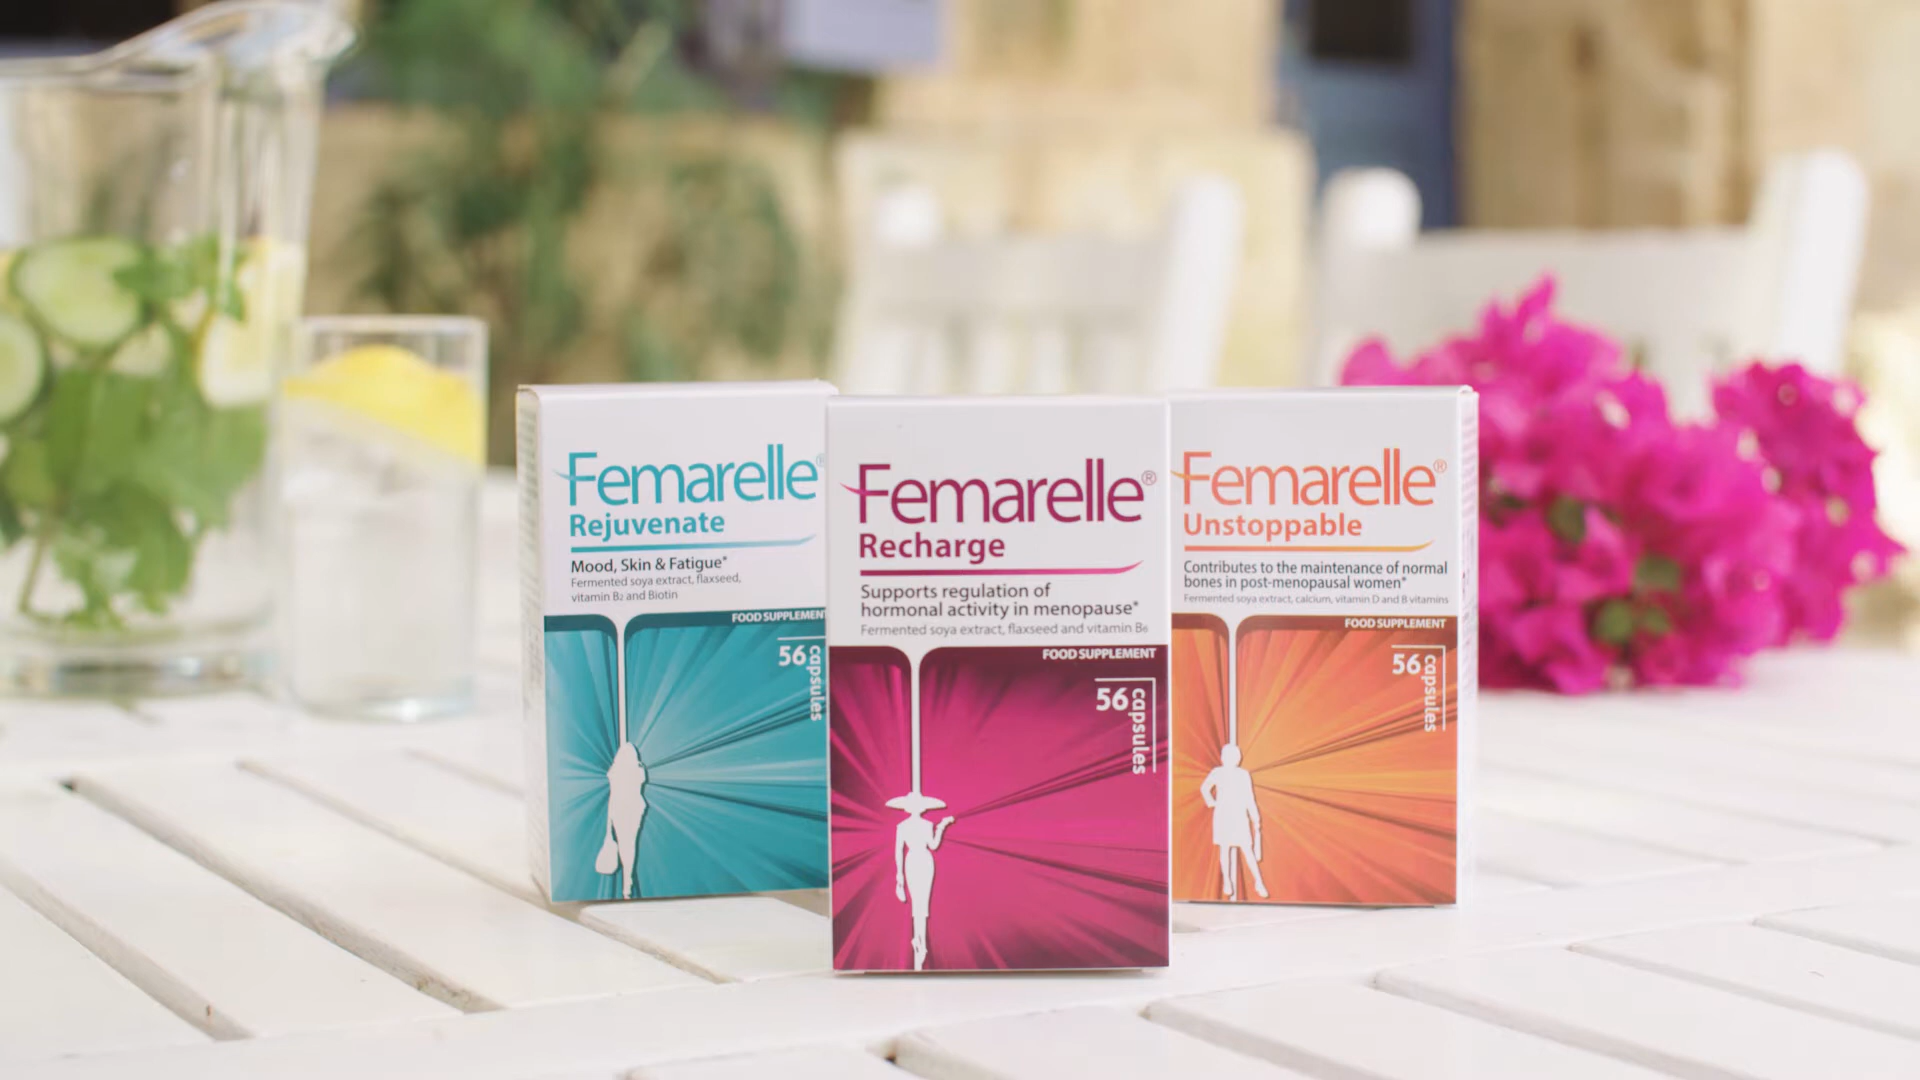 Femarelle®
Rejuvenate
Mood, Skin & Fatigue*
Fermented soya extract, flaxseed,
vitamin B₂ and Biotin
FOOD SUPPLEMENT
56 capsules
Femarelle®
Recharge
Supports regulation of
hormonal activity in menopause*
Fermented soya extract, flaxseed and vitamin B₆
FOOD SUPPLEMENT
56 capsules
Femarelle®
Unstoppable
Contributes to the maintenance of normal
bones in post-menopausal women*
Fermented soya extract, calcium, vitamin D and B vitamins
FOOD SUPPLEMENT
56 capsules